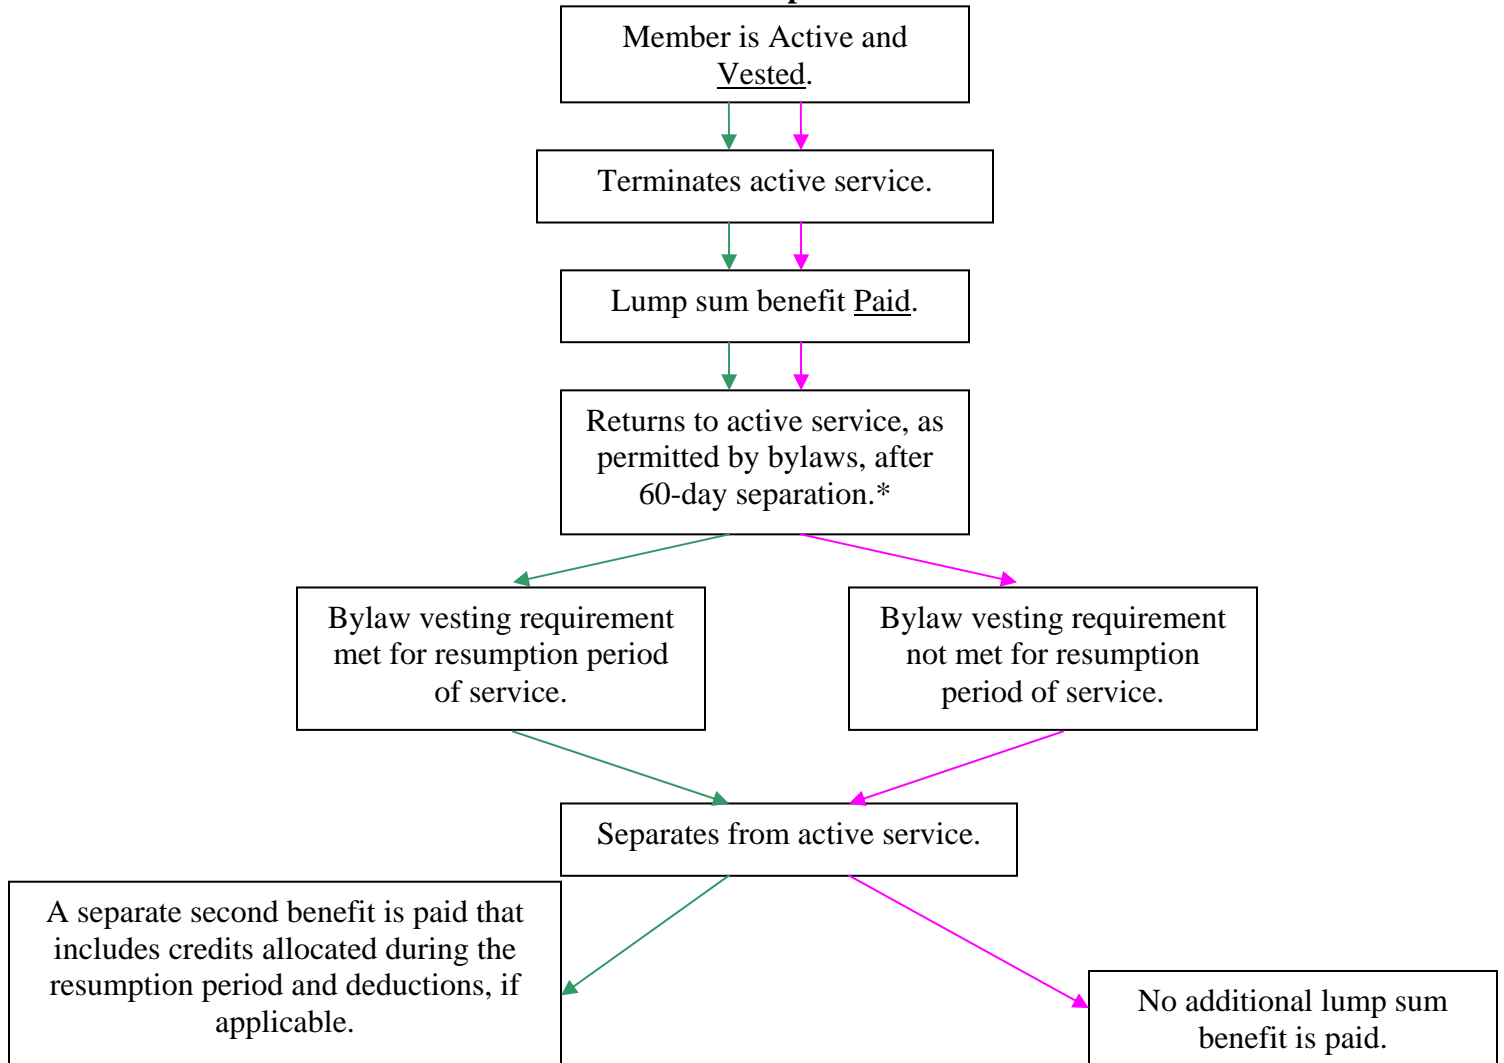 Member is Active and
Vested.
Terminates active service.
Lump sum benefit Paid.
Returns to active service, as
permitted by bylaws, after
60-day separation.*
Bylaw vesting requirement
met for resumption period
of service.
Bylaw vesting requirement
not met for resumption
period of service.
Separates from active service.
A separate second benefit is paid that
includes credits allocated during the
resumption period and deductions, if
applicable.
No additional lump sum
benefit is paid.